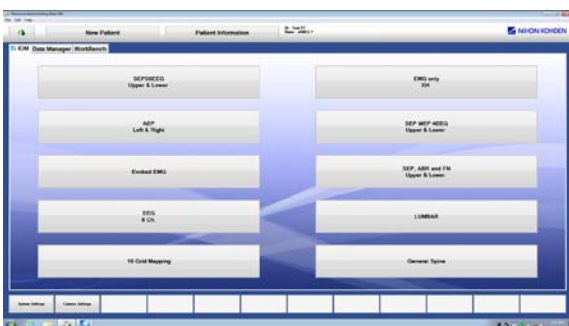 New Patient
Patient Information
NIHON KOHDEN
IOM
Data Manager
WorkBench
SEP&EEG
Upper & Lower
EMG only
AEP
Left & Right
SEP MEP 4EEG
Upper & Lower
Evoked EMG
SEP, ABR and FN
Upper & Lower
EEG
8 Ch.
LUMBAR
16 Grid Mapping
General Spine
System Settings
Camera Settings